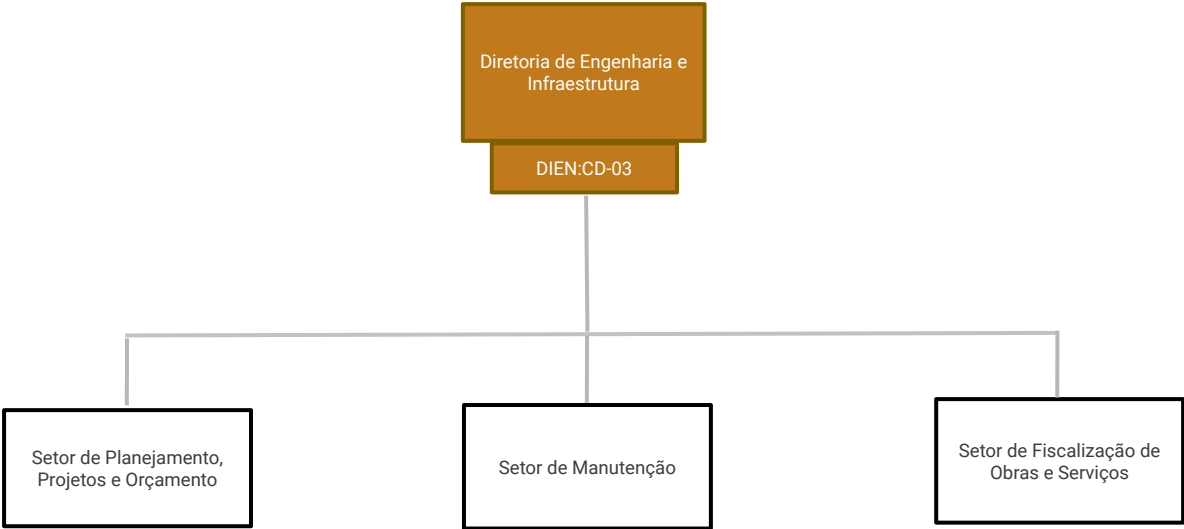 Diretoria de Engenharia e
Infraestrutura
DIEN:CD-03
Setor de Planejamento,
Projetos e Orçamento
Setor de Manutenção
Setor de Fiscalização de
Obras e Serviços